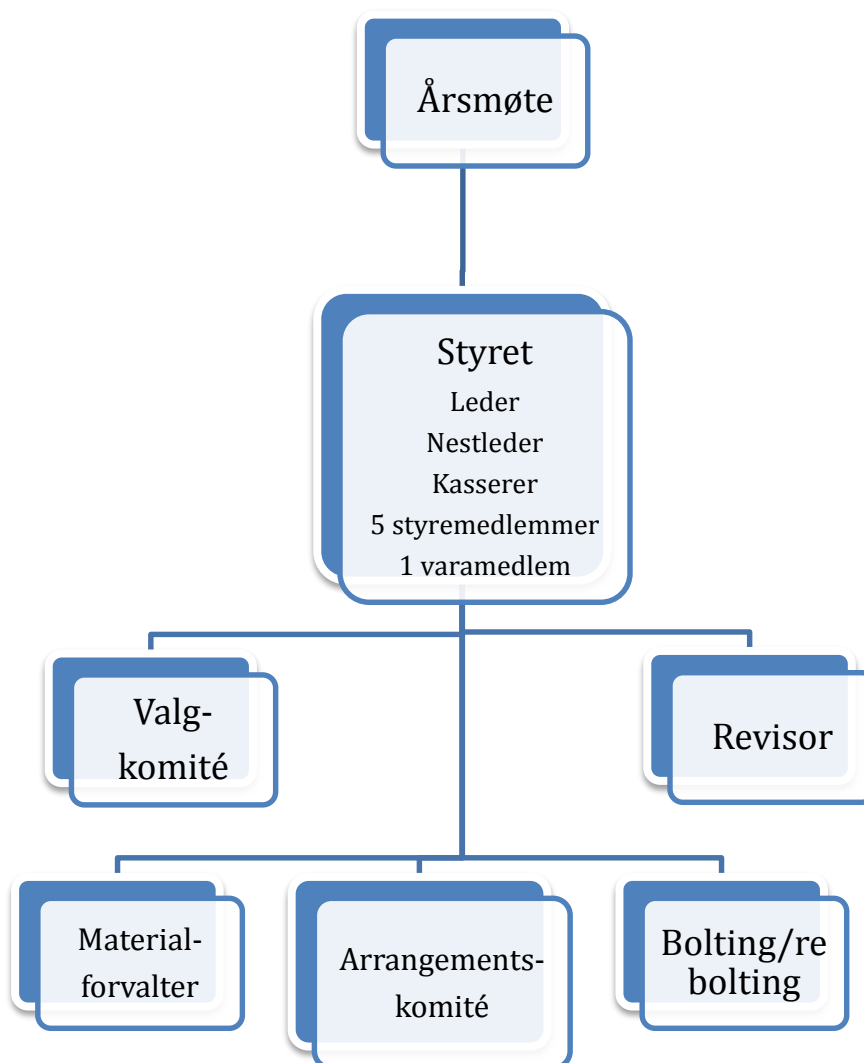 Årsmøte
Styret
Leder
Nestleder
Kasserer
5 styremedlemmer
1 varamedlem
Valg-
komité
Revisor
Material-
forvalter
Arrangements-
komité
Bolting/re
bolting